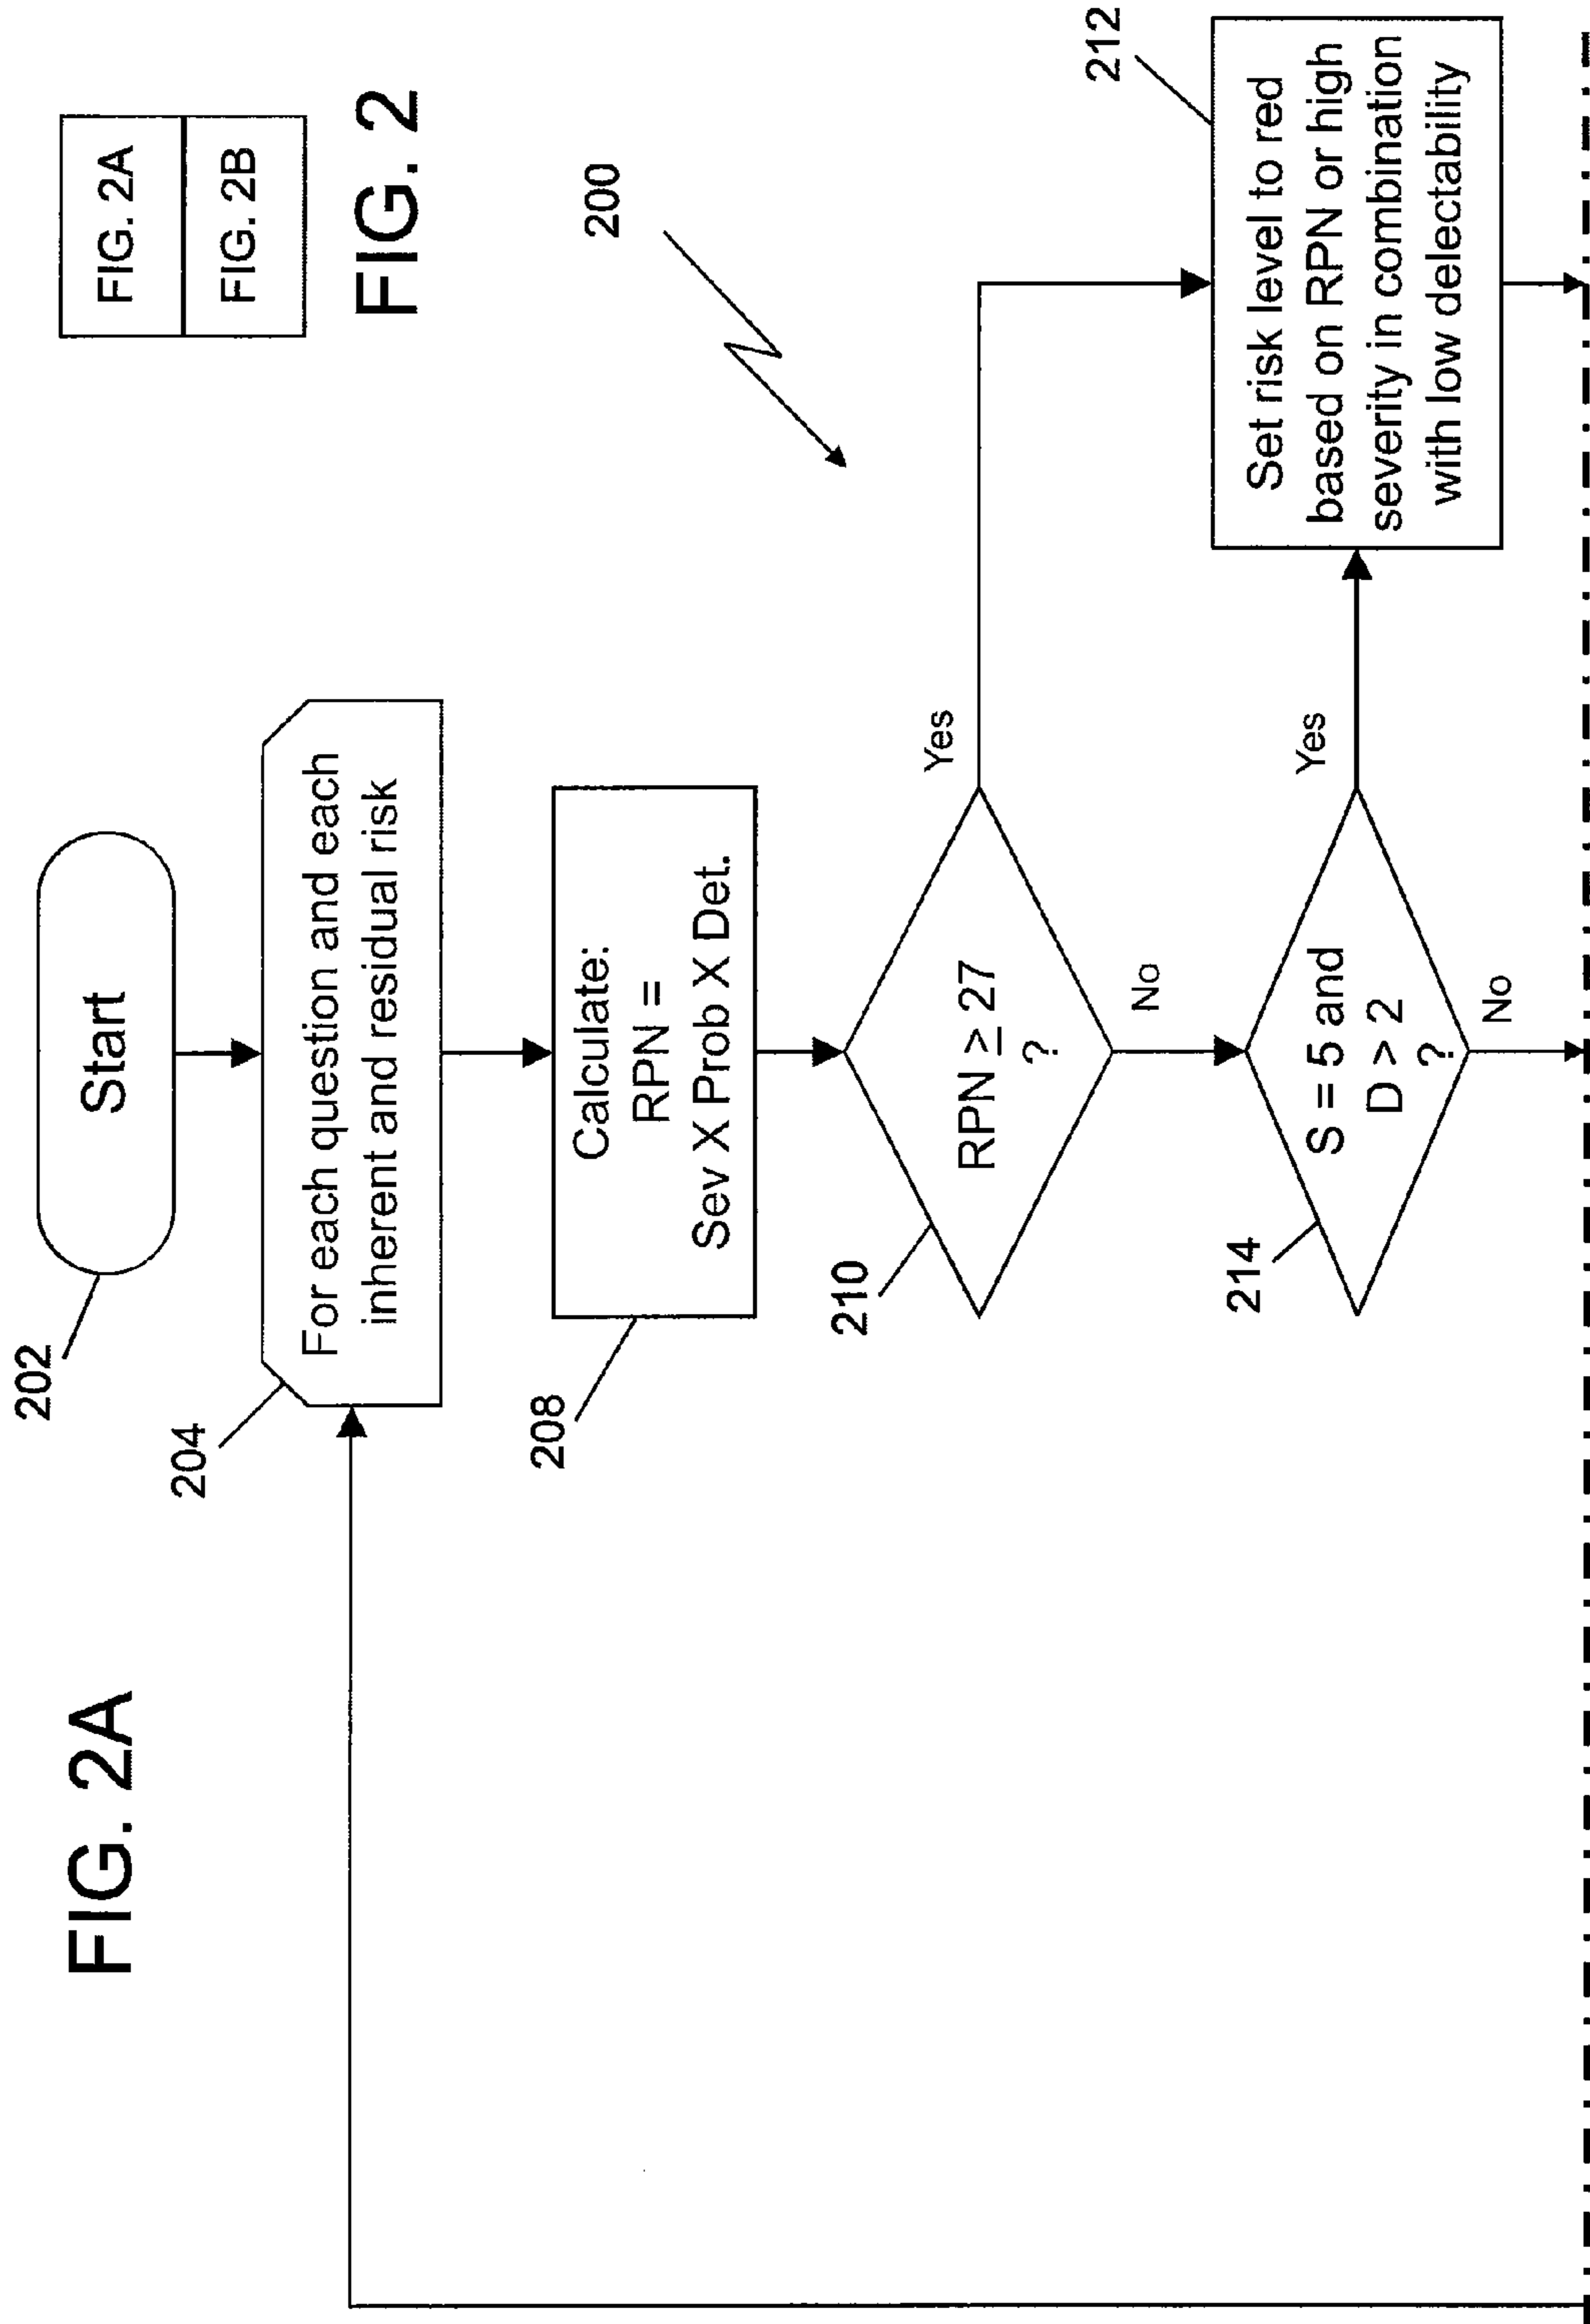 FIG. 2A
202
Start
FIG. 2A
FIG. 2B
FIG. 2
204
For each question and each
inherent and residual risk
200
208
Calculate:
RPN =
Sev X Prob X Det.
210
RPN ≥ 27
?
Yes
No
212
Set risk level to red
based on RPN or high
severity in combination
with low delectability
214
S = 5 and
D > 2
?
Yes
No